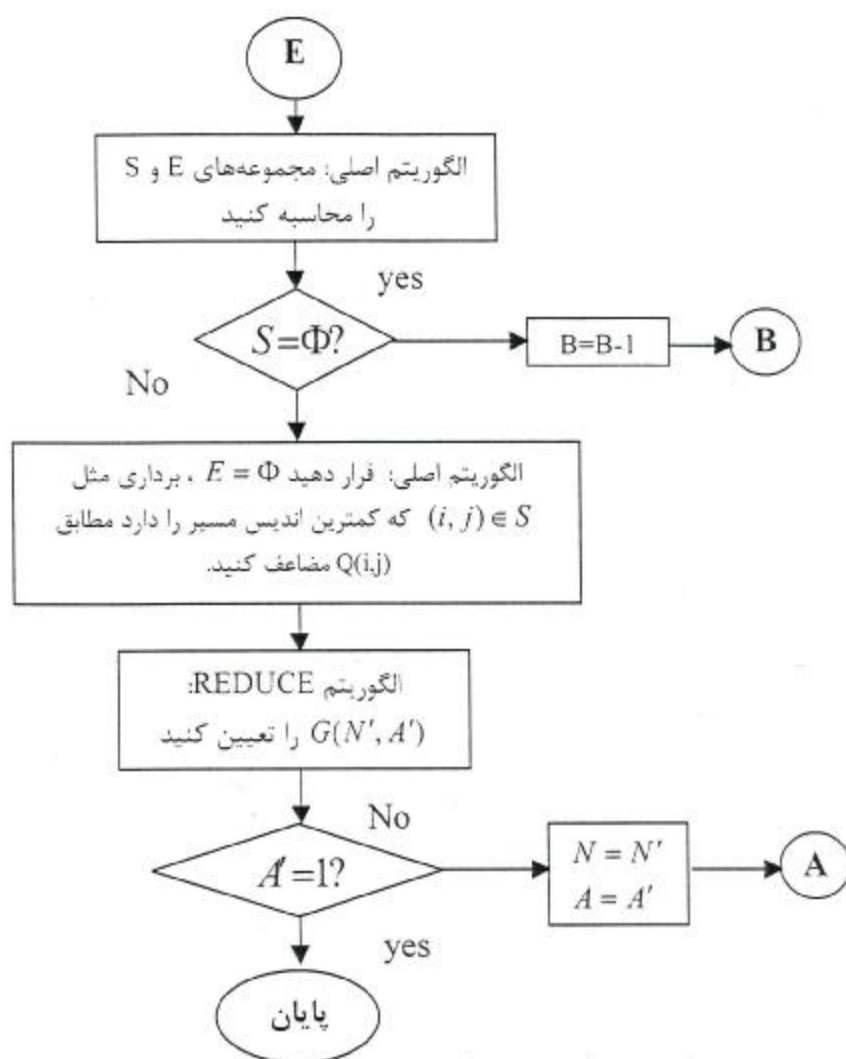 E
الگوریتم اصلی: مجموعه‌های E و S
را محاسبه کنید
yes
S=Φ?
B=B-1
B
No
الگوریتم اصلی: قرار دهید E = Φ ، برداری مثل
(i, j) ∈ S که کمترین اندیس مسیر را دارد مطابق
Q(i,j) مضاعف کنید.
الگوریتم REDUCE:
G(N′, A′) را تعیین کنید
No
A′=1?
N = N′
A = A′
A
yes
پایان